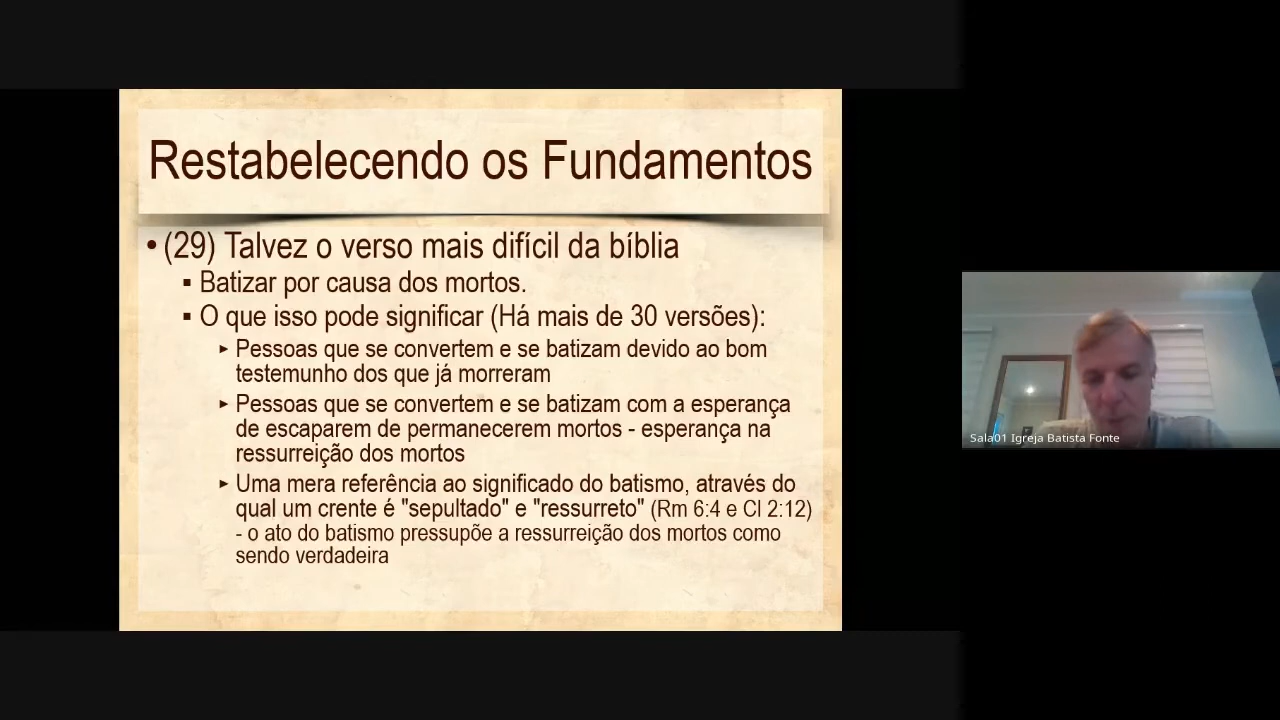 Restabelecendo os Fundamentos
• (29) Talvez o verso mais difícil da bíblia
▪ Batizar por causa dos mortos.
▪ O que isso pode significar (Há mais de 30 versões):
▸ Pessoas que se convertem e se batizam devido ao bom
testemunho dos que já morreram
▸ Pessoas que se convertem e se batizam com a esperança
de escaparem de permanecerem mortos - esperança na
ressurreição dos mortos
▸ Uma mera referência ao significado do batismo, através do
qual um crente é "sepultado" e "ressurreto" (Rm 6:4 e Cl 2:12)
- o ato do batismo pressupõe a ressurreição dos mortos como
sendo verdadeira
Sala01 Igreja Batista Fonte